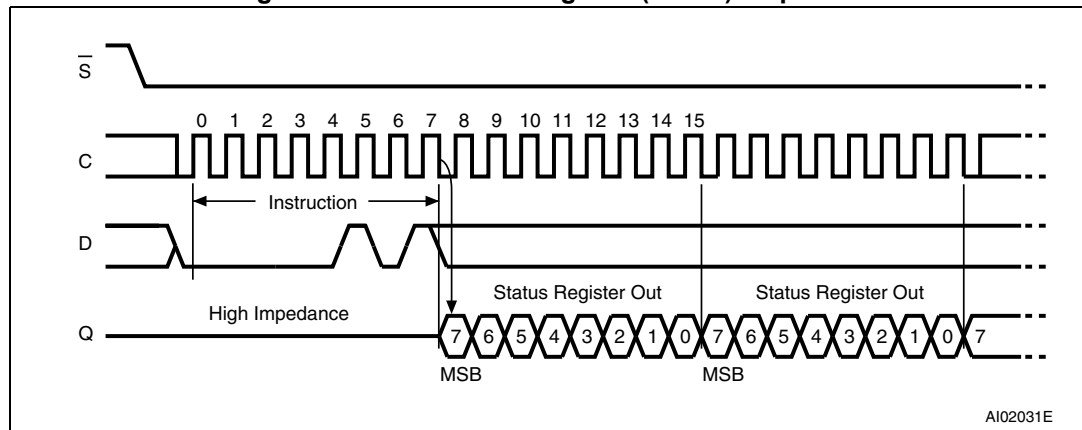 S
0 1 2 3 4 5 6 7 8 9 10 11 12 13 14 15
C
Instruction
D
Status Register Out Status Register Out
High Impedance
Q 7 6 5 4 3 2 1 0 7 6 5 4 3 2 1 0 7
MSB MSB
AI02031E